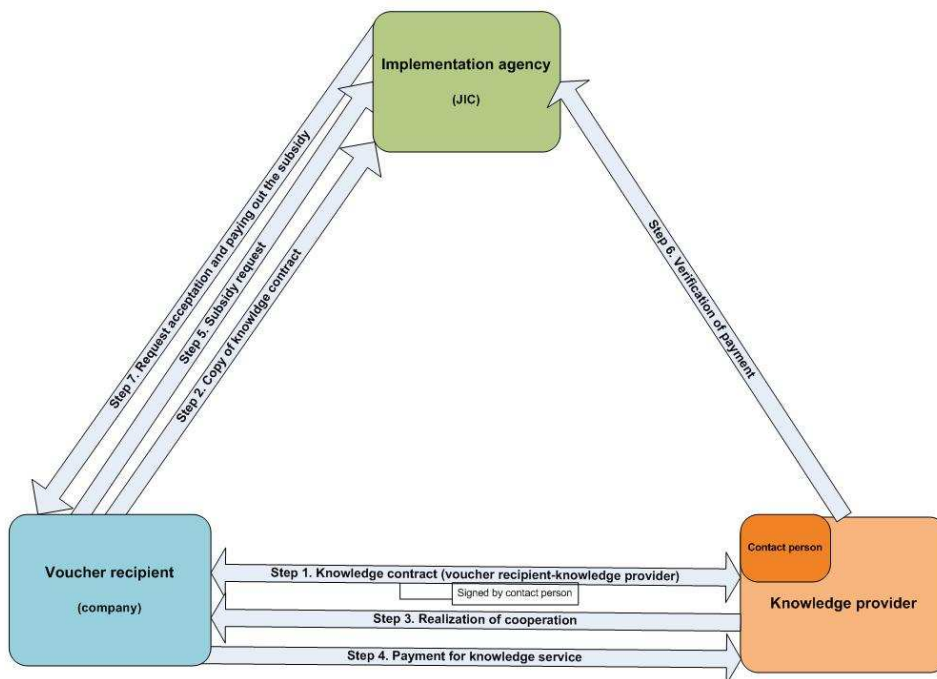 Implementation agency
(JIC)
Step 7. Request acceptation and paying out the subsidy
Step 5. Subsidy request
Step 2. Copy of knowldge contract
Step 6. Verification of payment
Voucher recipient
(company)
Step 1. Knowledge contract (voucher recipient-knowledge provider)
Signed by contact person
Step 3. Realization of cooperation
Step 4. Payment for knowledge service
Contact person
Knowledge provider